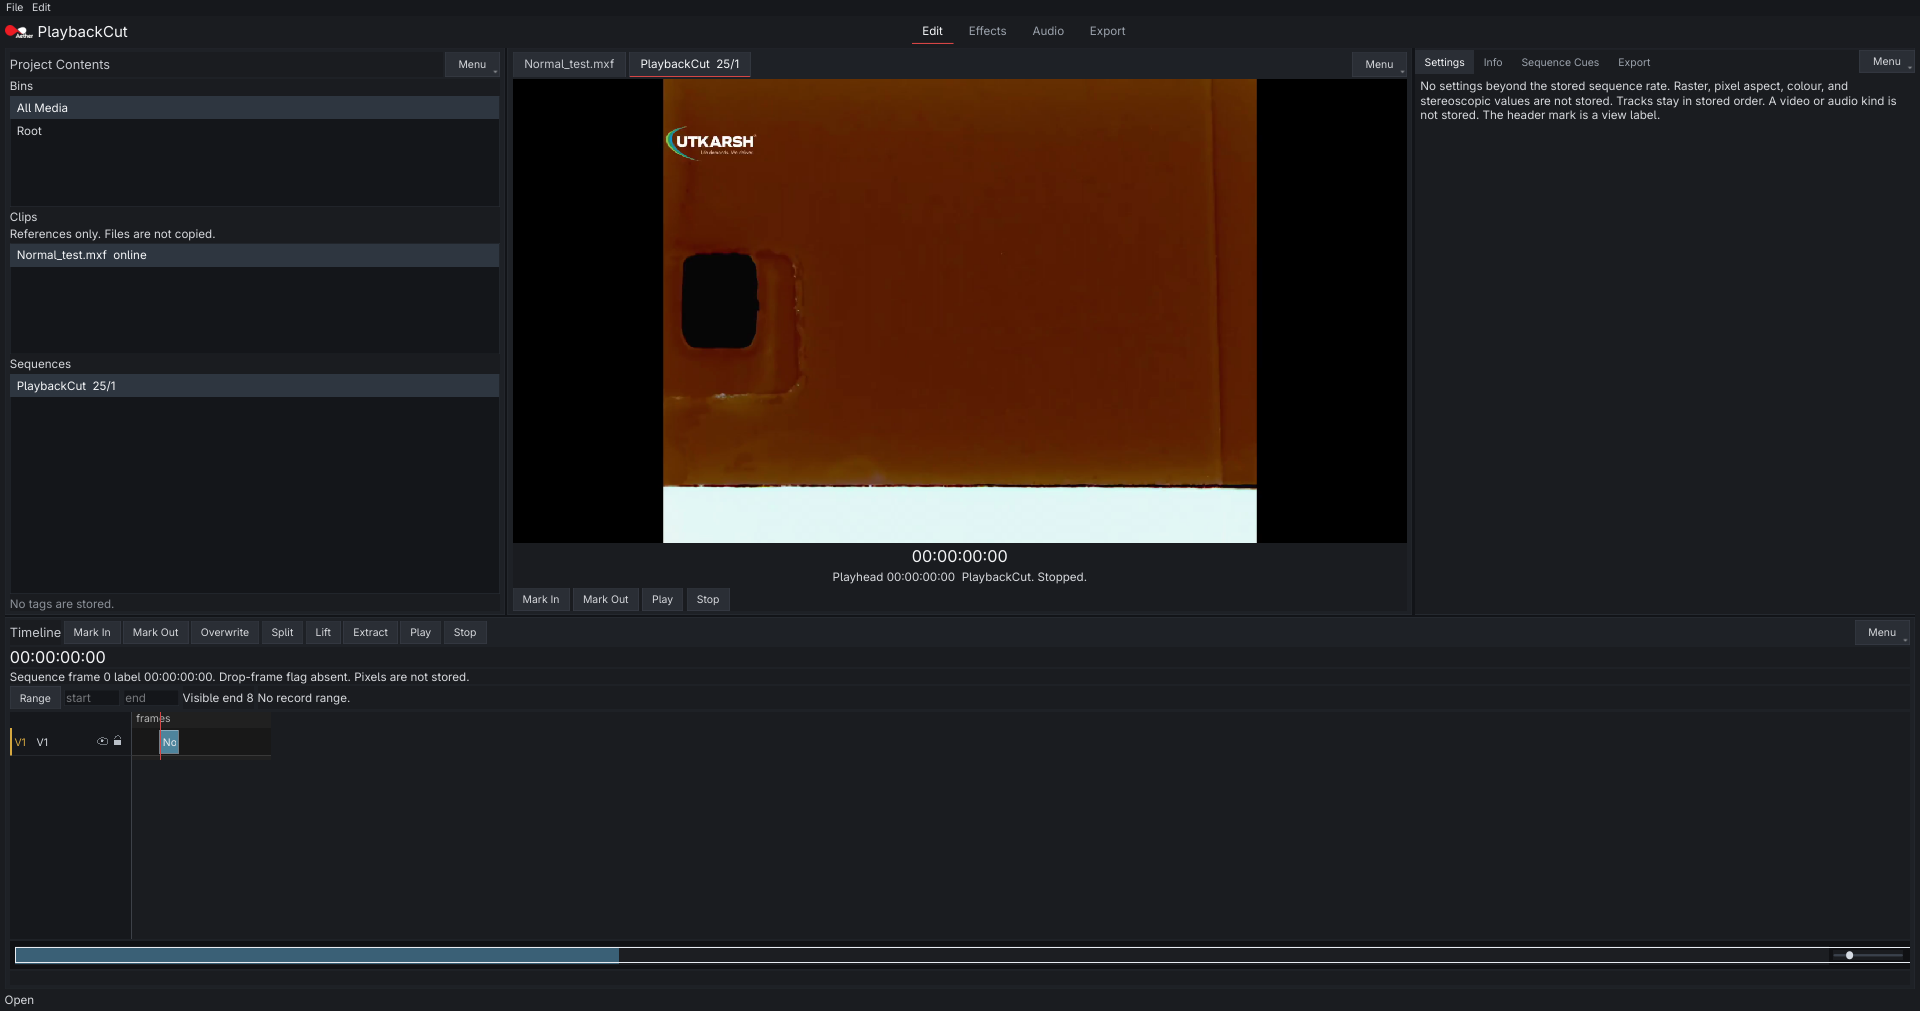 File Edit
Aether PlaybackCut
Edit Effects Audio Export
Project Contents
Menu
Bins
All Media
Root
Clips
References only. Files are not copied.
Normal_test.mxf online
Sequences
PlaybackCut 25/1
No tags are stored.
Normal_test.mxf PlaybackCut 25/1
Menu
UTKARSH
00:00:00:00
Playhead 00:00:00:00 PlaybackCut. Stopped.
Mark In Mark Out Play Stop
Settings Info Sequence Cues Export
Menu
No settings beyond the stored sequence rate. Raster, pixel aspect, colour, and
stereoscopic values are not stored. Tracks stay in stored order. A video or audio kind is
not stored. The header mark is a view label.
Timeline Mark In Mark Out Overwrite Split Lift Extract Play Stop
Menu
00:00:00:00
Sequence frame 0 label 00:00:00:00. Drop-frame flag absent. Pixels are not stored.
Range start end Visible end 8 No record range.
frames
V1 V1 No
Open